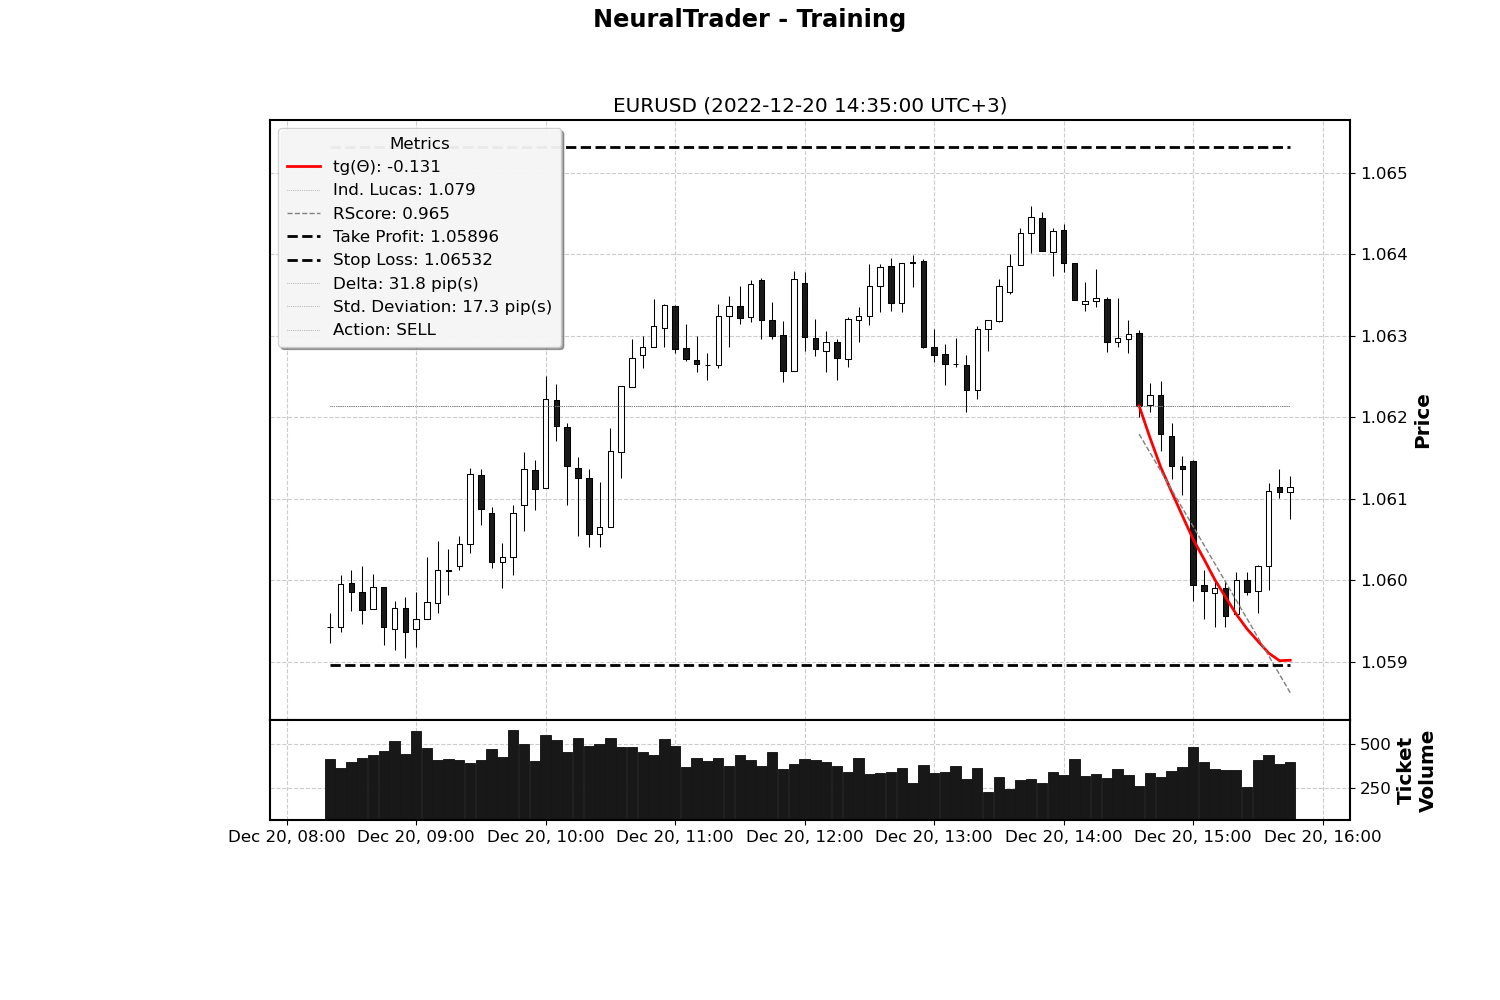 NeuralTrader - Training
EURUSD (2022-12-20 14:35:00 UTC+3)
Metrics
tg(Θ): -0.131
Ind. Lucas: 1.079
RScore: 0.965
Take Profit: 1.05896
Stop Loss: 1.06532
Delta: 31.8 pip(s)
Std. Deviation: 17.3 pip(s)
Action: SELL
1.065
1.064
1.063
1.062
1.061
1.060
1.059
Price
500
250
Ticket
Volume
Dec 20, 08:00 Dec 20, 09:00 Dec 20, 10:00 Dec 20, 11:00 Dec 20, 12:00 Dec 20, 13:00 Dec 20, 14:00 Dec 20, 15:00 Dec 20, 16:00